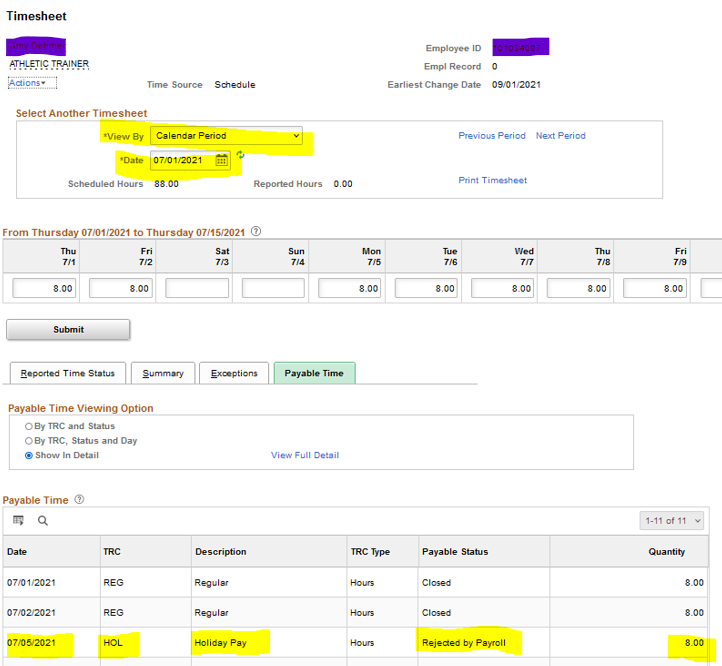 Timesheet
ATHLETIC TRAINER
Actions
Employee ID
Empl Record 0
Time Source Schedule
Earliest Change Date 09/01/2021
Select Another Timesheet
*View By Calendar Period
Previous Period Next Period
*Date 07/01/2021
Scheduled Hours 88.00 Reported Hours 0.00
Print Timesheet
From Thursday 07/01/2021 to Thursday 07/15/2021 ?
Thu Fri Sat Sun Mon Tue Wed Thu Fri
7/1 7/2 7/3 7/4 7/5 7/6 7/7 7/8 7/9
8.00 8.00 8.00 8.00 8.00 8.00 8.00
Submit
Reported Time Status Summary Exceptions Payable Time
Payable Time Viewing Option
By TRC and Status
By TRC, Status and Day
Show In Detail View Full Detail
Payable Time ?
1-11 of 11
Date TRC Description TRC Type Payable Status Quantity
07/01/2021 REG Regular Hours Closed 8.00
07/02/2021 REG Regular Hours Closed 8.00
07/05/2021 HOL Holiday Pay Hours Rejected by Payroll 8.00